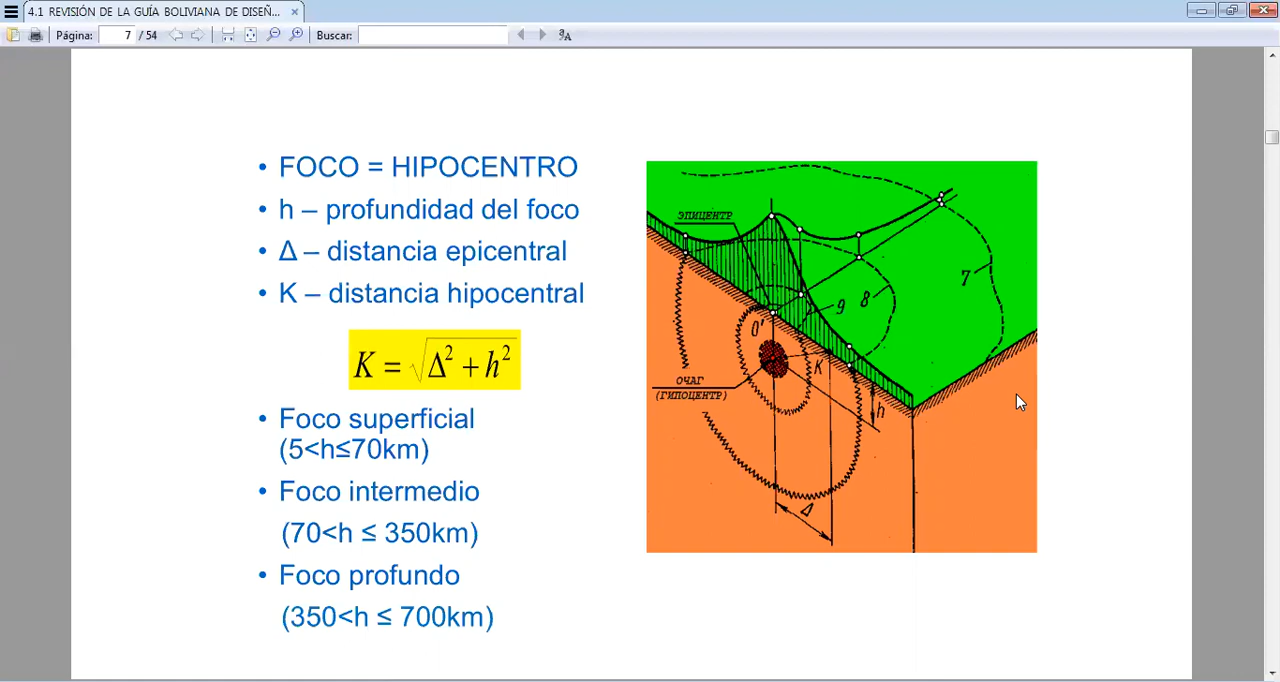 4.1 REVISIÓN DE LA GUÍA BOLIVIANA DE DISEÑ...
Página: 7 / 54 Buscar:
• FOCO = HIPOCENTRO
• h – profundidad del foco
• Δ – distancia epicentral
• K – distancia hipocentral
K = √Δ² + h²
• Foco superficial
(5<h≤70km)
• Foco intermedio
(70<h ≤ 350km)
• Foco profundo
(350<h ≤ 700km)
ЭПИЦЕНТР
7
9 8
O'
K
ОЧАГ
(ГИПОЦЕНТР)
h
Δ